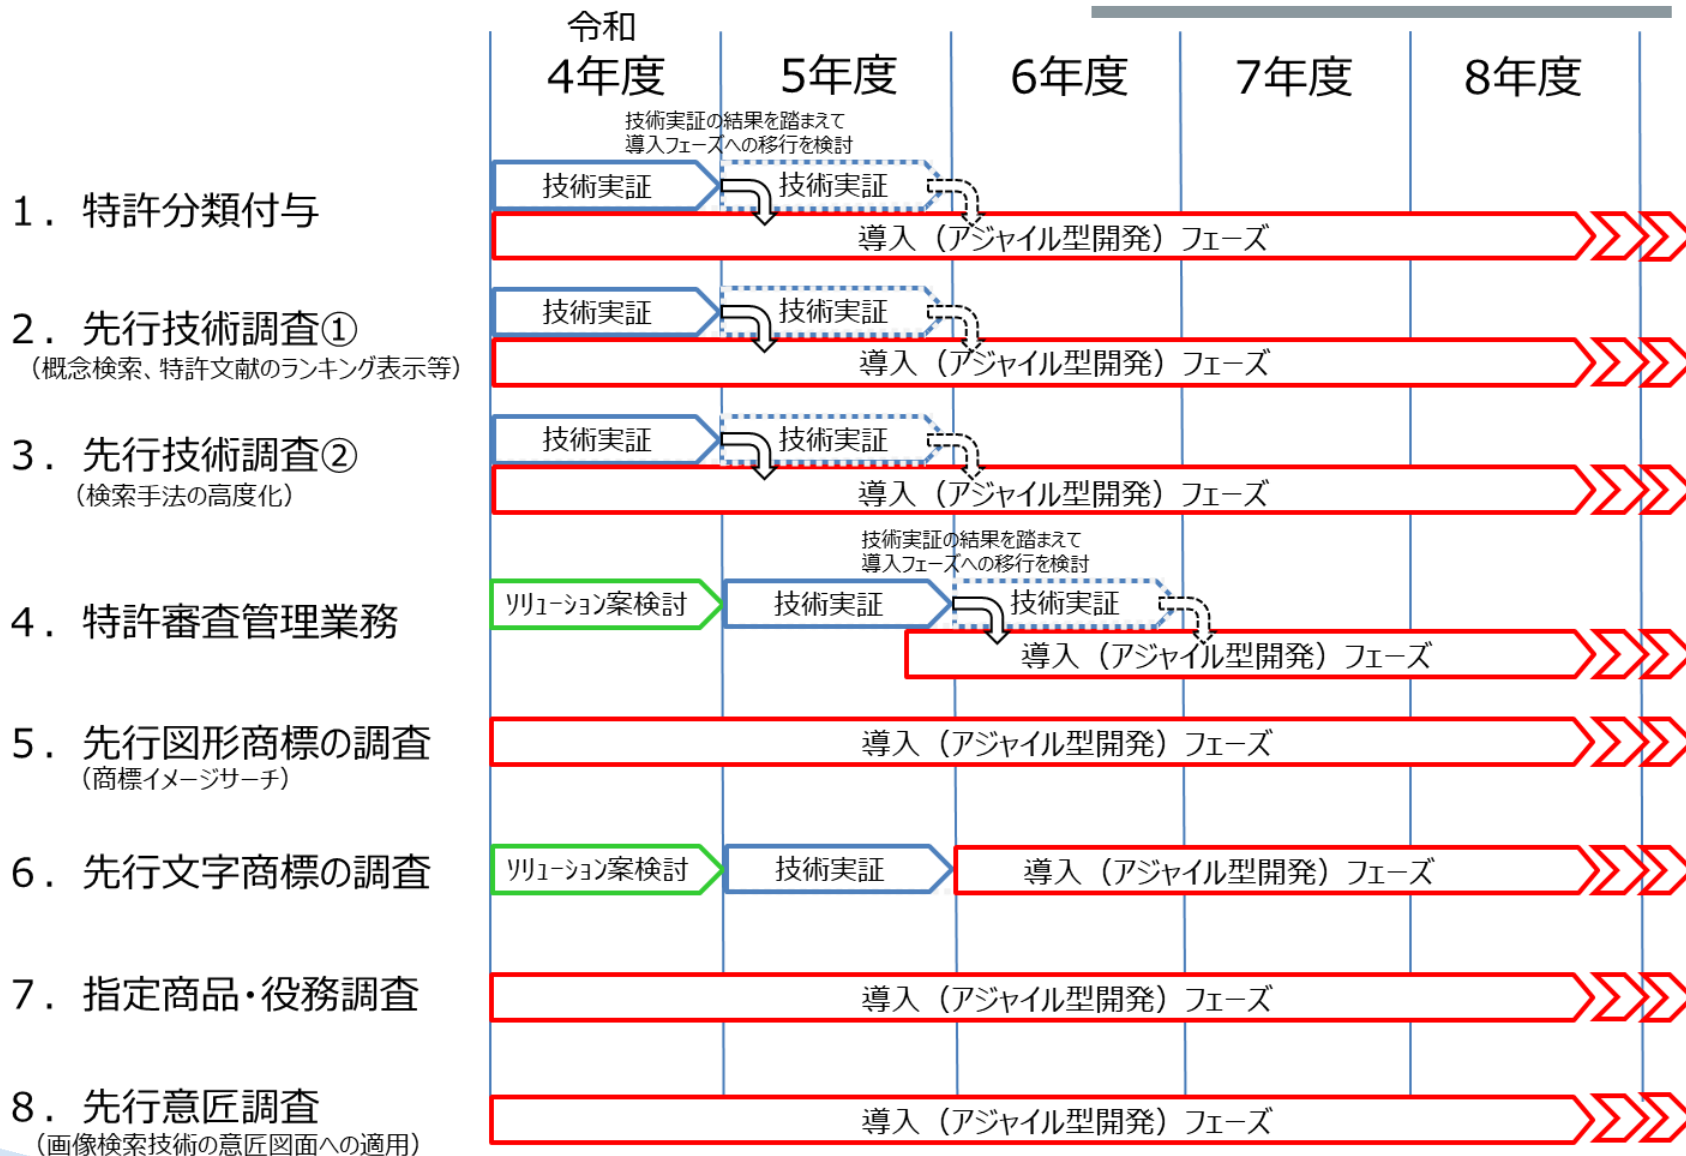 令和
4年度
5年度
6年度
7年度
8年度
技術実証の結果を踏まえて
導入フェーズへの移行を検討
1．特許分類付与
技術実証
技術実証
導入（アジャイル型開発）フェーズ
2．先行技術調査①
（概念検索、特許文献のランキング表示等）
技術実証
技術実証
導入（アジャイル型開発）フェーズ
3．先行技術調査②
（検索手法の高度化）
技術実証
技術実証
導入（アジャイル型開発）フェーズ
技術実証の結果を踏まえて
導入フェーズへの移行を検討
4．特許審査管理業務
ソリューション案検討
技術実証
技術実証
導入（アジャイル型開発）フェーズ
5．先行図形商標の調査
（商標イメージサーチ）
導入（アジャイル型開発）フェーズ
6．先行文字商標の調査
ソリューション案検討
技術実証
導入（アジャイル型開発）フェーズ
7．指定商品・役務調査
導入（アジャイル型開発）フェーズ
8．先行意匠調査
（画像検索技術の意匠図面への適用）
導入（アジャイル型開発）フェーズ